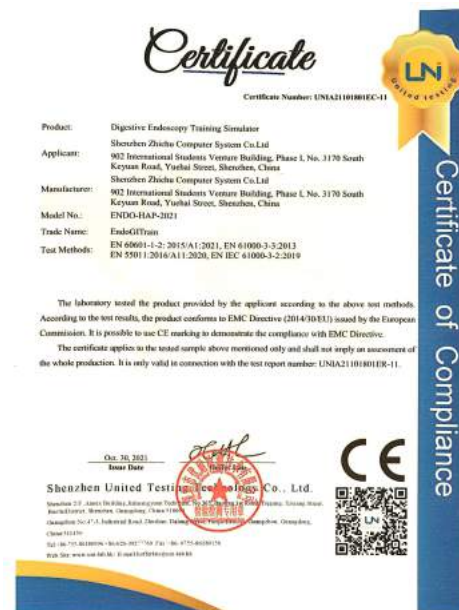 Certificate
UN
united testing
Certificate Number: UNIA21101801EC-11
Product: Digestive Endoscopy Training Simulator
Applicant: Shenzhen Zhichu Computer System Co.Ltd
902 International Students Venture Building, Phase I, No. 3170 South
Keyuan Road, Yuehai Street, Shenzhen, China
Manufacturer: Shenzhen Zhichu Computer System Co.Ltd
902 International Students Venture Building, Phase I, No. 3170 South
Keyuan Road, Yuehai Street, Shenzhen, China
Model No.: ENDO-HAP-2021
Trade Name: EndoGITrain
Test Methods: EN 60601-1-2: 2015/A1:2021, EN 61000-3-3:2013
EN 55011:2016/A11:2020, EN IEC 61000-3-2:2019
The laboratory tested the product provided by the applicant according to the above test methods.
According to the test results, the product conforms to EMC Directive (2014/30/EU) issued by the European
Commission. It is possible to use CE marking to demonstrate the compliance with EMC Directive.
The certificate applies to the tested sample above mentioned only and shall not imply an assessment of
the whole production. It is only valid in connection with the test report number: UNIA21101801ER-11.
Oct. 30, 2021
Issue Date
Shenzhen United Testing Technology Co., Ltd.
CE
UN
Certificate of Compliance